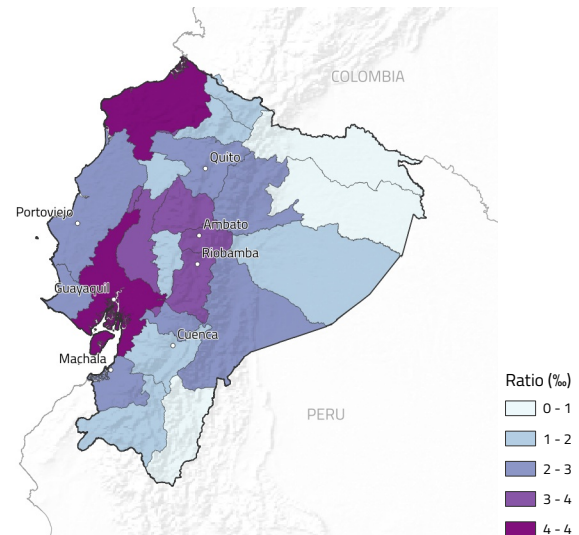 COLOMBIA
Quito
Portoviejo
Ambato
Riobamba
Guayaquil
Cuenca
Machala
PERU
Ratio (‰)
0 - 1
1 - 2
2 - 3
3 - 4
4 - 4